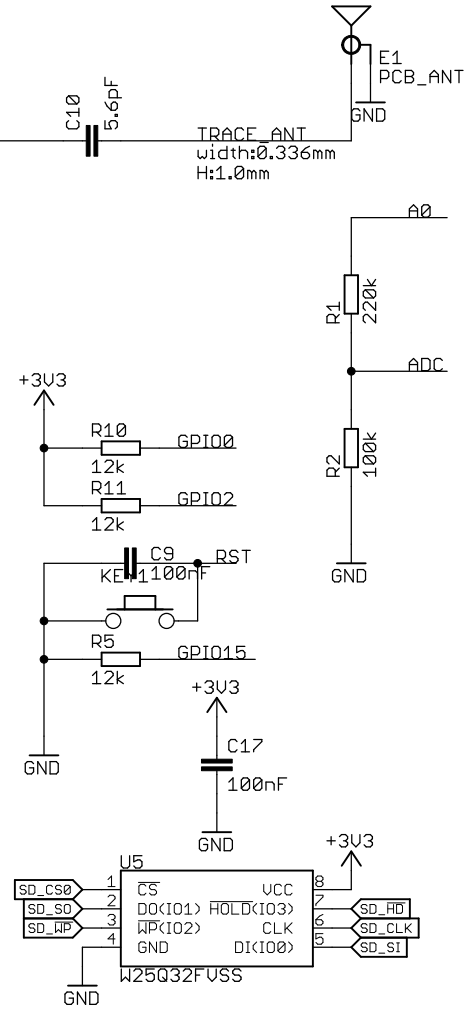 C10
5.6pF
E1
PCB_ANT
GND
TRACE_ANT
width:0.336mm
H:1.0mm
A0
R1
220k
ADC
R2
100k
GND
+3V3
R10
GPIO0
12k
R11
GPIO2
12k
C9
RST
KEY1
100nF
R5
GPIO15
12k
GND
+3V3
C17
100nF
GND
+3V3
U5
SD_CS0 1 CS VCC 8
SD_SO 2 DO(IO1) HOLD(IO3) 7 SD_HD
SD_WP 3 WP(IO2) CLK 6 SD_CLK
4 GND DI(IO0) 5 SD_SI
W25Q32FVSS
GND